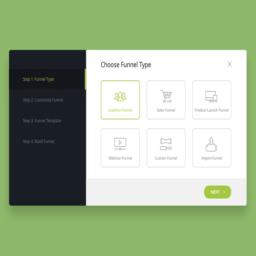 Choose Funnel Type
X
Step 1: Funnel Type
Step 2: Customize Funnel
Step 3: Funnel Template
Step 4: Build Funnel
Leadbox Funnel
Sales Funnel
Product Launch Funnel
Webinar Funnel
Custom Funnel
Import Funnel
NEXT